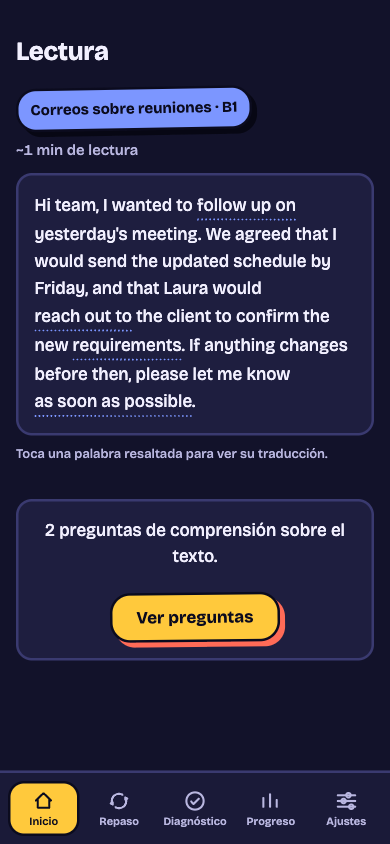 Lectura
Correos sobre reuniones · B1
~1 min de lectura
Hi team, I wanted to follow up on
yesterday's meeting. We agreed that I
would send the updated schedule by
Friday, and that Laura would
reach out to the client to confirm the
new requirements. If anything changes
before then, please let me know
as soon as possible.
Toca una palabra resaltada para ver su traducción.
2 preguntas de comprensión sobre el
texto.
Ver preguntas
Inicio
Repaso
Diagnóstico
Progreso
Ajustes